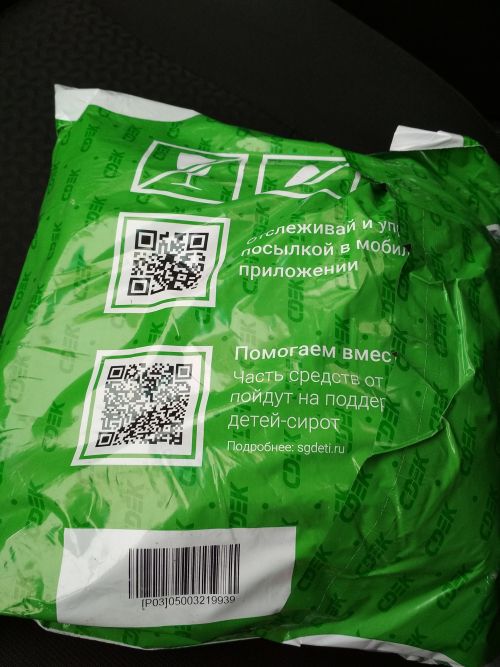 отслеживай и упр
посылкой в мобил
приложении
Помогаем вмес
Часть средств от
пойдут на поддер
детей-сирот
Подробнее: sgdeti.ru
[P03]05003219939
CDEK